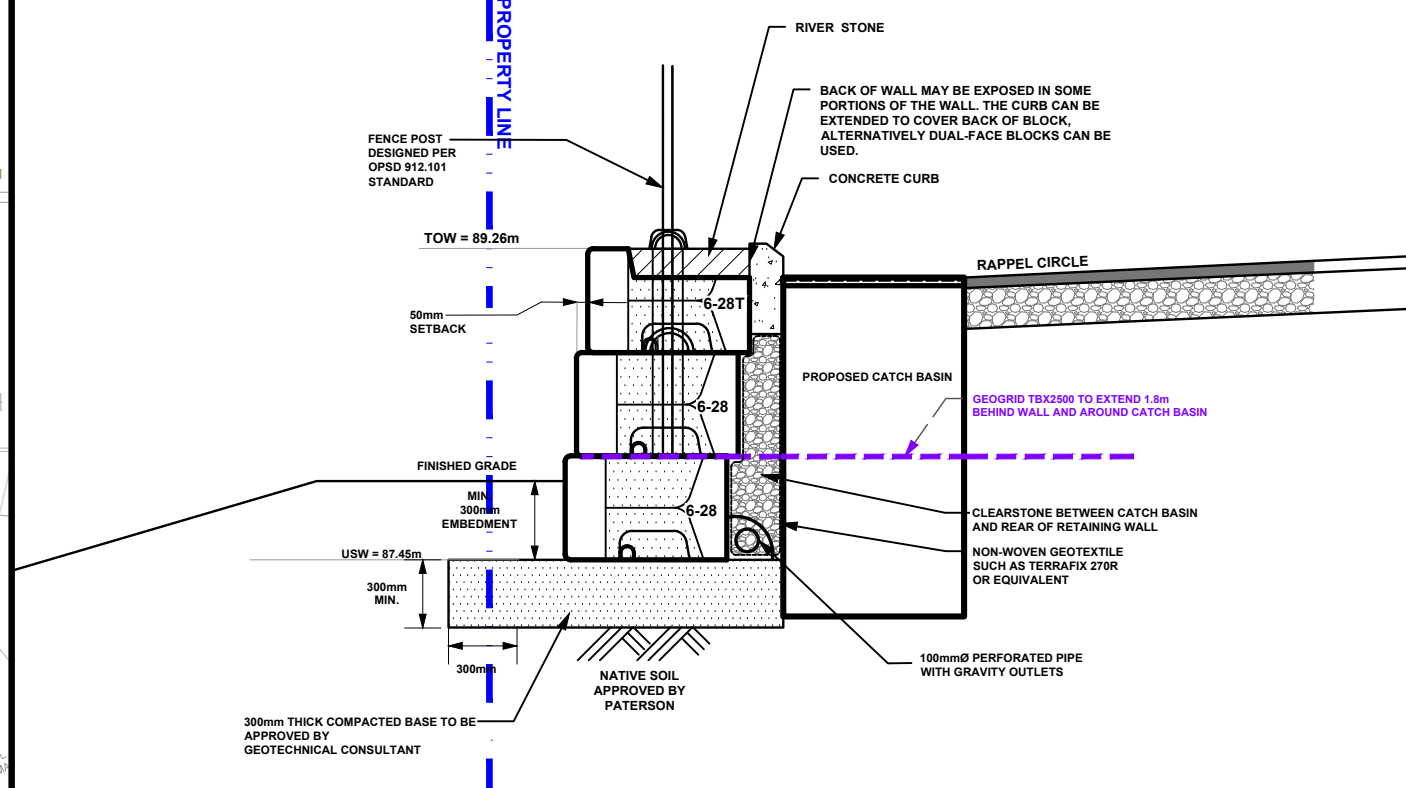 PROPERTY LINE
RIVER STONE
BACK OF WALL MAY BE EXPOSED IN SOME
PORTIONS OF THE WALL. THE CURB CAN BE
EXTENDED TO COVER BACK OF BLOCK,
ALTERNATIVELY DUAL-FACE BLOCKS CAN BE
USED.
FENCE POST
DESIGNED PER
OPSD 912.101
STANDARD
CONCRETE CURB
TOW = 89.26m
RAPPEL CIRCLE
6-28T
50mm
SETBACK
PROPOSED CATCH BASIN
GEOGRID TBX2500 TO EXTEND 1.8m
BEHIND WALL AND AROUND CATCH BASIN
6-28
FINISHED GRADE
MIN.
300mm
EMBEDMENT
6-28
CLEARSTONE BETWEEN CATCH BASIN
AND REAR OF RETAINING WALL
USW = 87.45m
NON-WOVEN GEOTEXTILE
SUCH AS TERRAFIX 270R
OR EQUIVALENT
300mm
MIN.
300mm
100mmØ PERFORATED PIPE
WITH GRAVITY OUTLETS
NATIVE SOIL
APPROVED BY
PATERSON
300mm THICK COMPACTED BASE TO BE
APPROVED BY
GEOTECHNICAL CONSULTANT